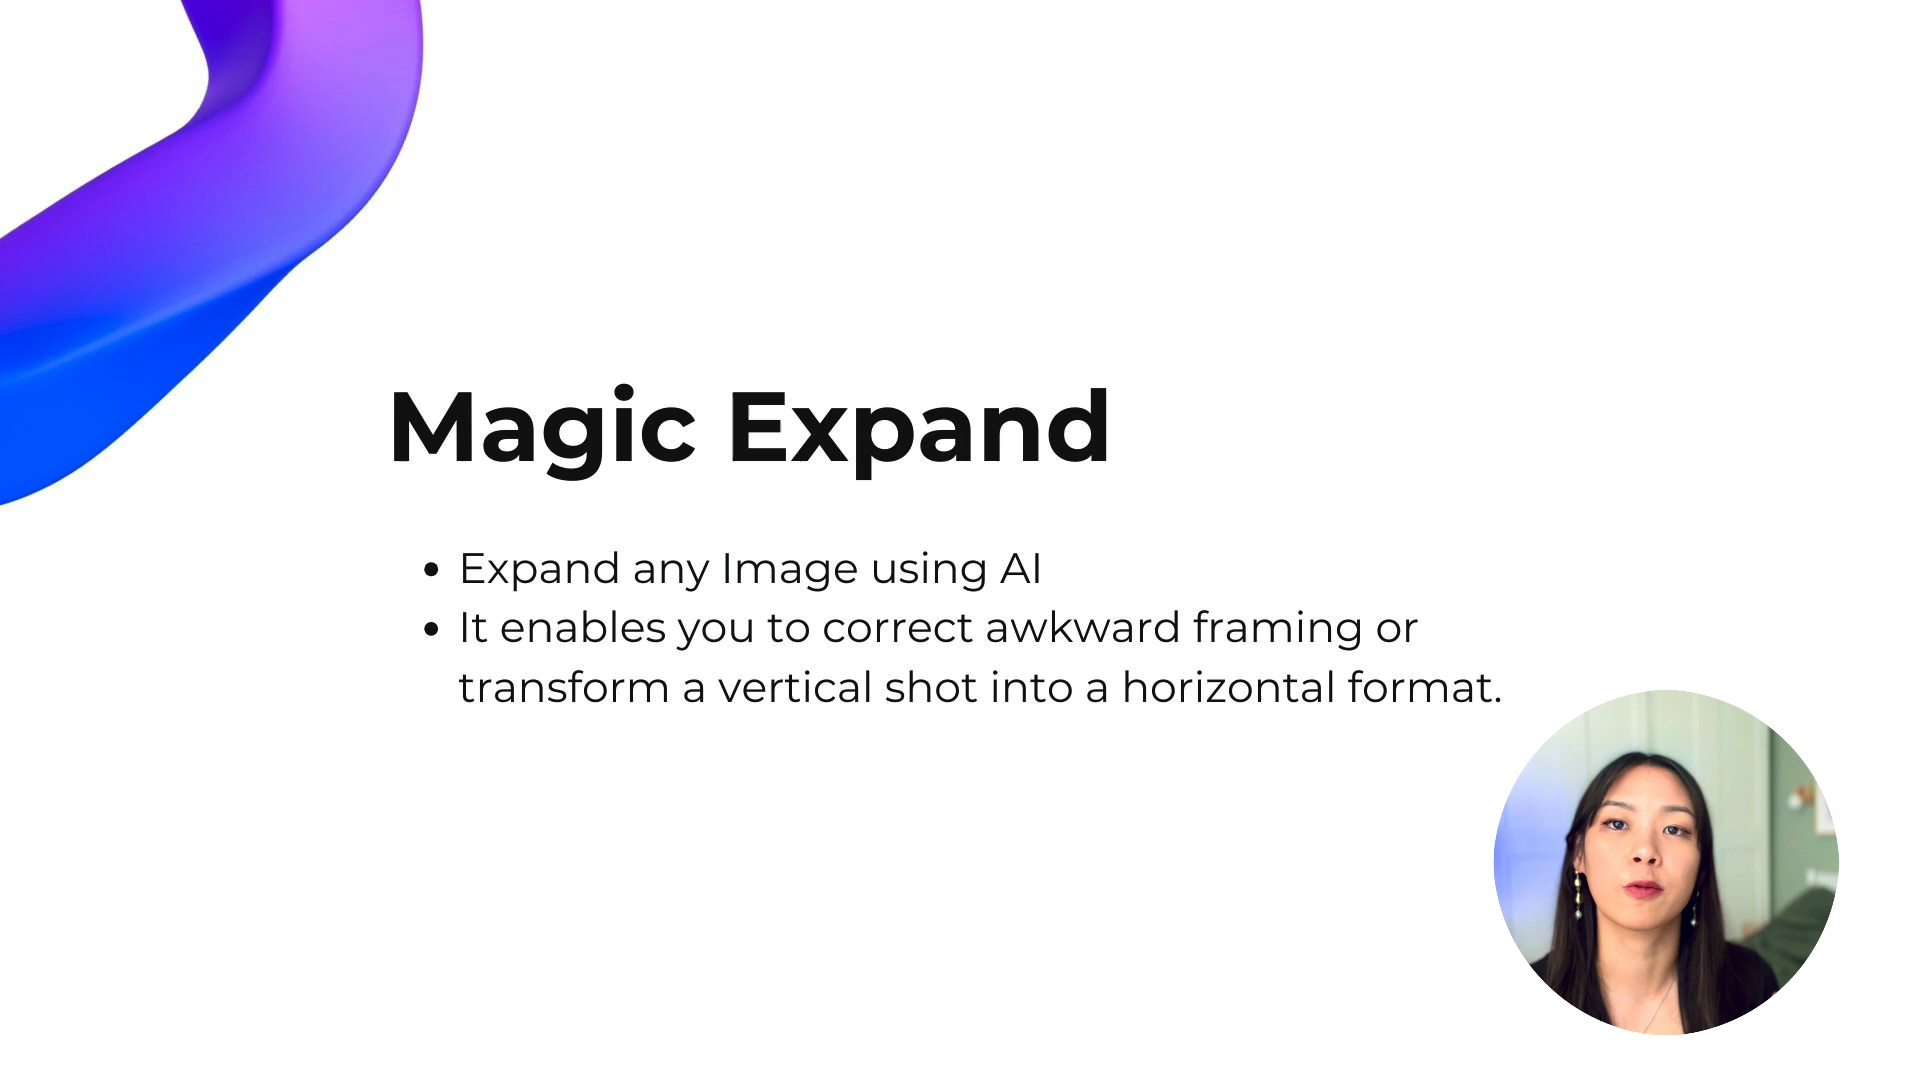 Magic Expand
• Expand any Image using AI
• It enables you to correct awkward framing or
transform a vertical shot into a horizontal format.